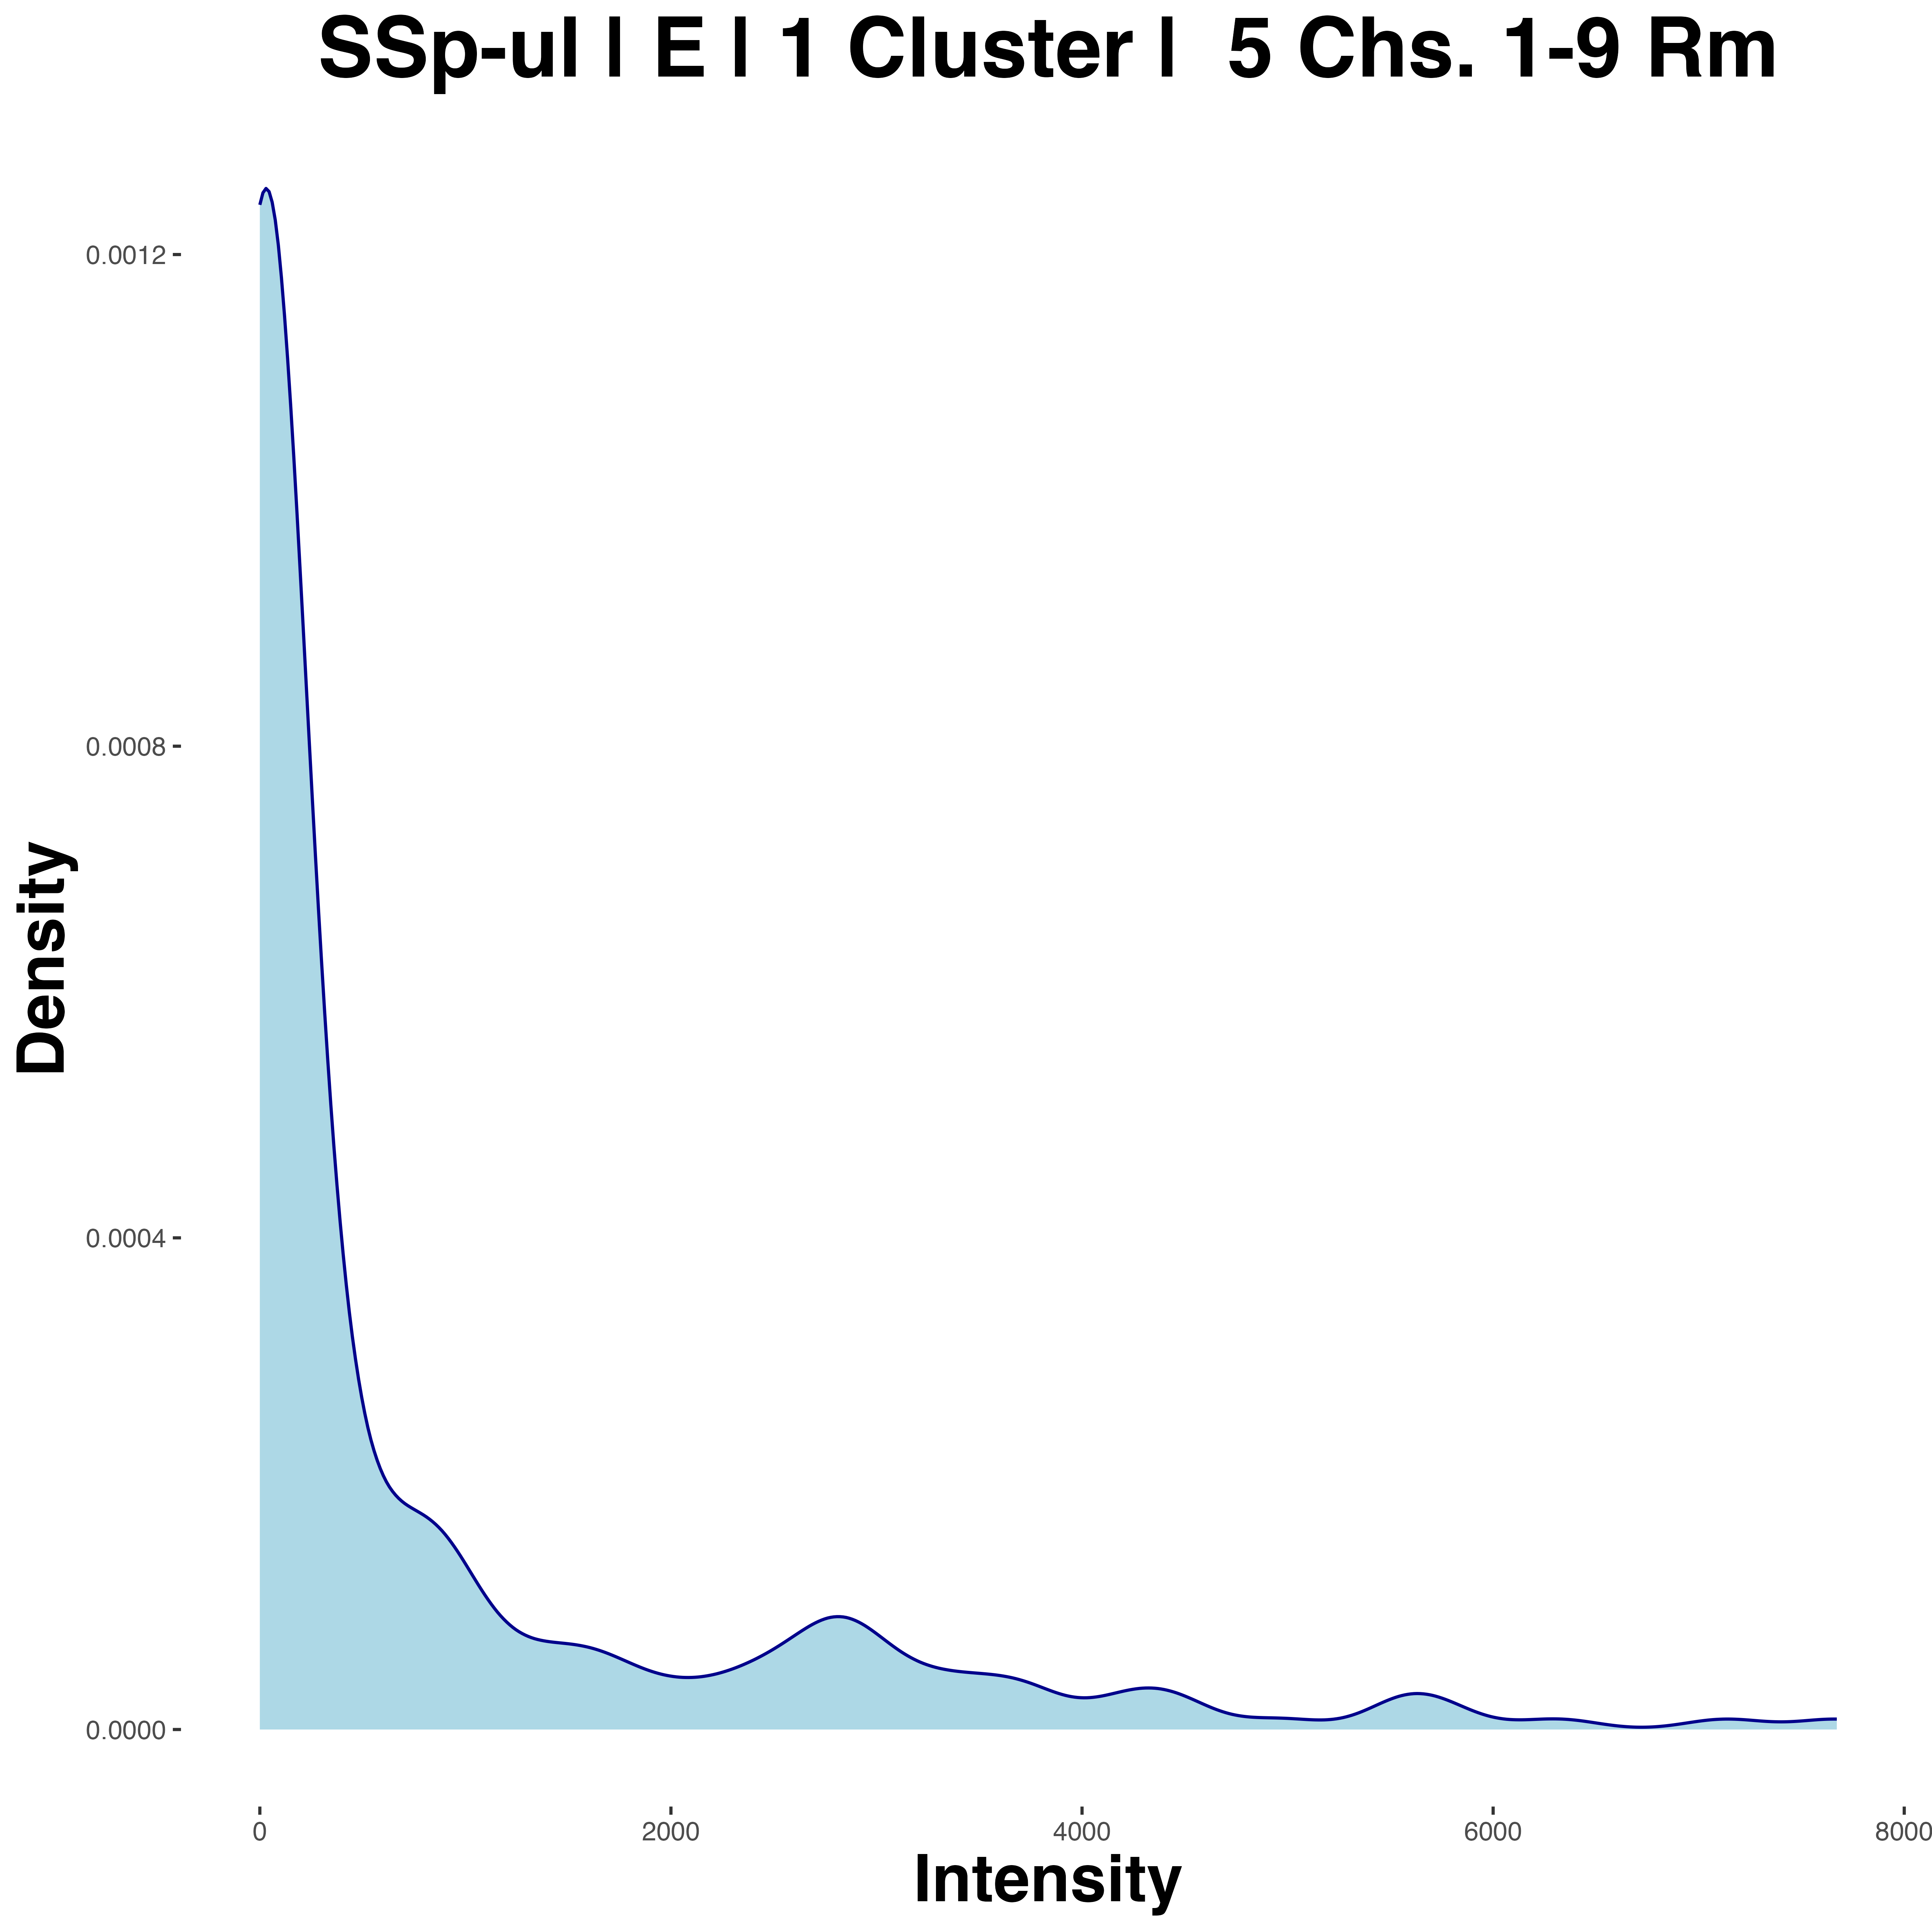 SSp-ul | E | 1 Cluster |  5 Chs. 1-9 Rm
0.0012
0.0008
0.0004
0.0000
Density
0 2000 4000 6000 8000
Intensity